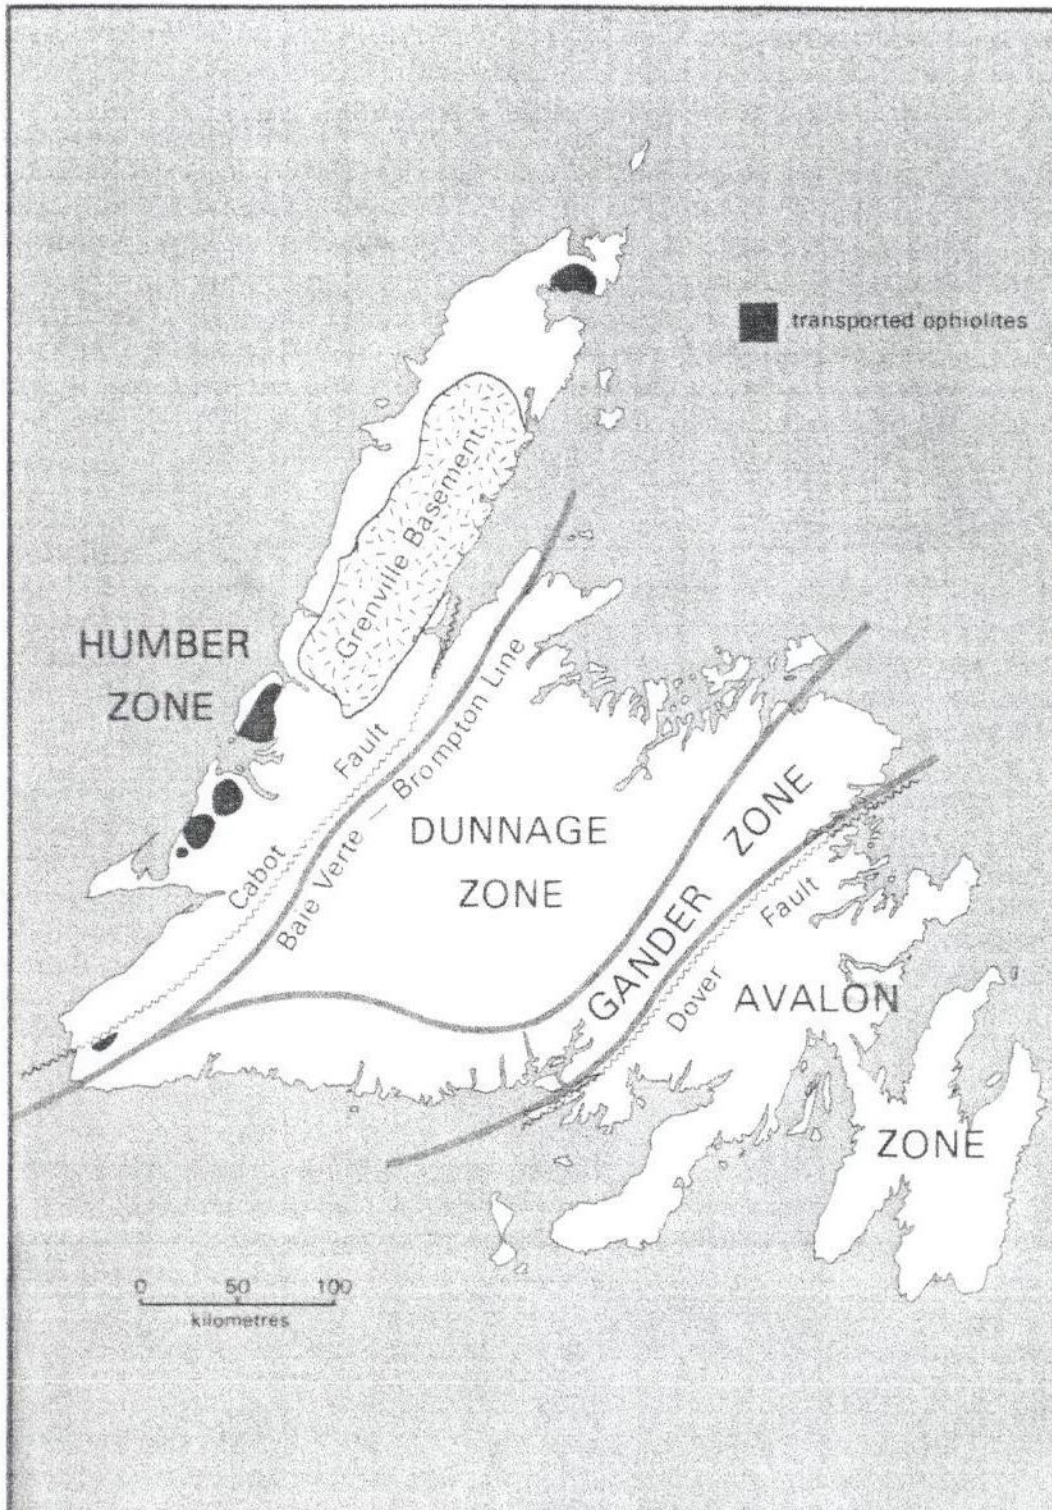 transported ophiolites
Grenville Basement
HUMBER
ZONE
Cabot Fault
Baie Verte — Brompton Line
DUNNAGE
ZONE
GANDER ZONE
Dover Fault
AVALON
ZONE
0 50 100
kilometres